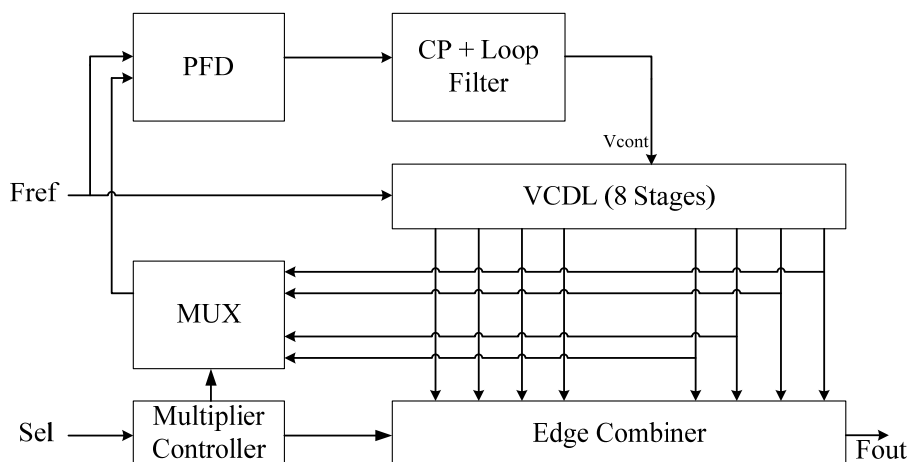 PFD
CP + Loop
Filter
Vcont
Fref
VCDL (8 Stages)
MUX
Sel
Multiplier
Controller
Edge Combiner
Fout